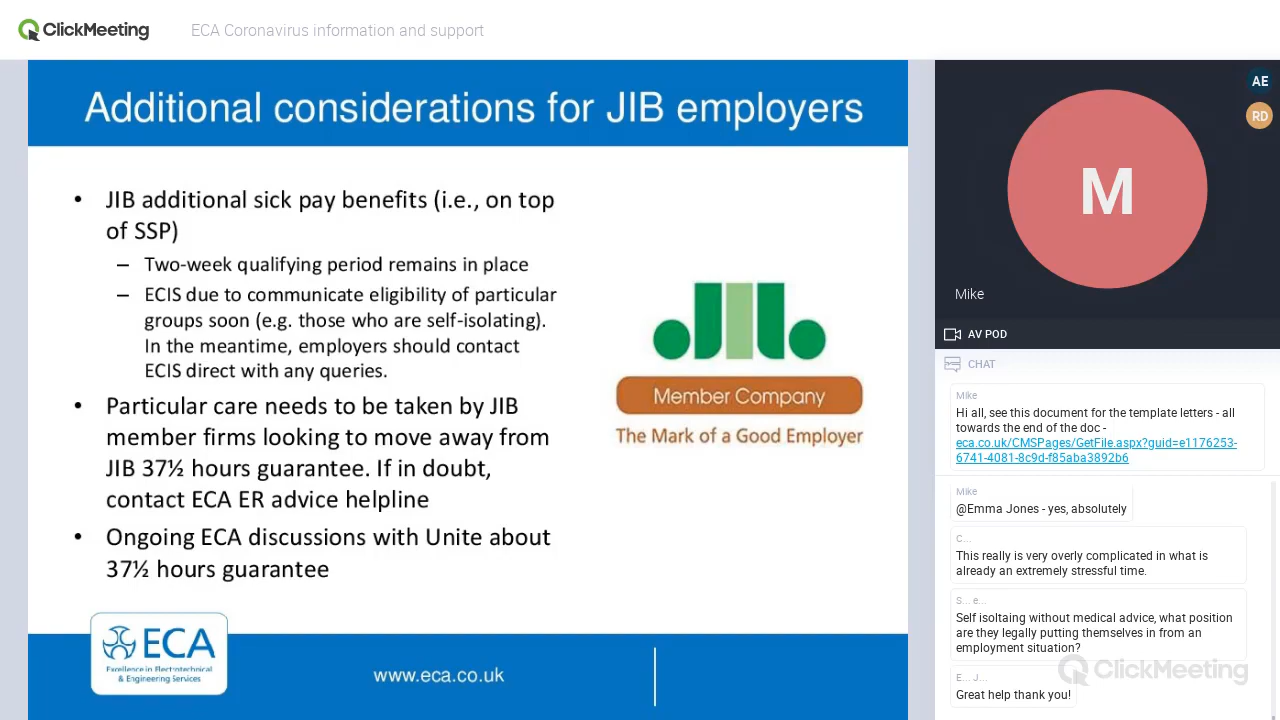 ClickMeeting
ECA Coronavirus information and support
Additional considerations for JIB employers
• JIB additional sick pay benefits (i.e., on top
of SSP)
– Two-week qualifying period remains in place
– ECIS due to communicate eligibility of particular
groups soon (e.g. those who are self-isolating).
In the meantime, employers should contact
ECIS direct with any queries.
• Particular care needs to be taken by JIB
member firms looking to move away from
JIB 37½ hours guarantee. If in doubt,
contact ECA ER advice helpline
• Ongoing ECA discussions with Unite about
37½ hours guarantee
JIb
Member Company
The Mark of a Good Employer
ECA
Excellence in Electrotechnical
& Engineering Services
www.eca.co.uk
AE
RD
M
Mike
AV POD
CHAT
Mike
Hi all, see this document for the template letters - all
towards the end of the doc -
eca.co.uk/CMSPages/GetFile.aspx?guid=e1176253-
6741-4081-8c9d-f85aba3892b6
Mike
@Emma Jones - yes, absolutely
C...
This really is very overly complicated in what is
already an extremely stressful time.
S... e...
Self isoltaing without medical advice, what position
are they legally putting themselves in from an
employment situation?
E... J...
Great help thank you!
ClickMeeting